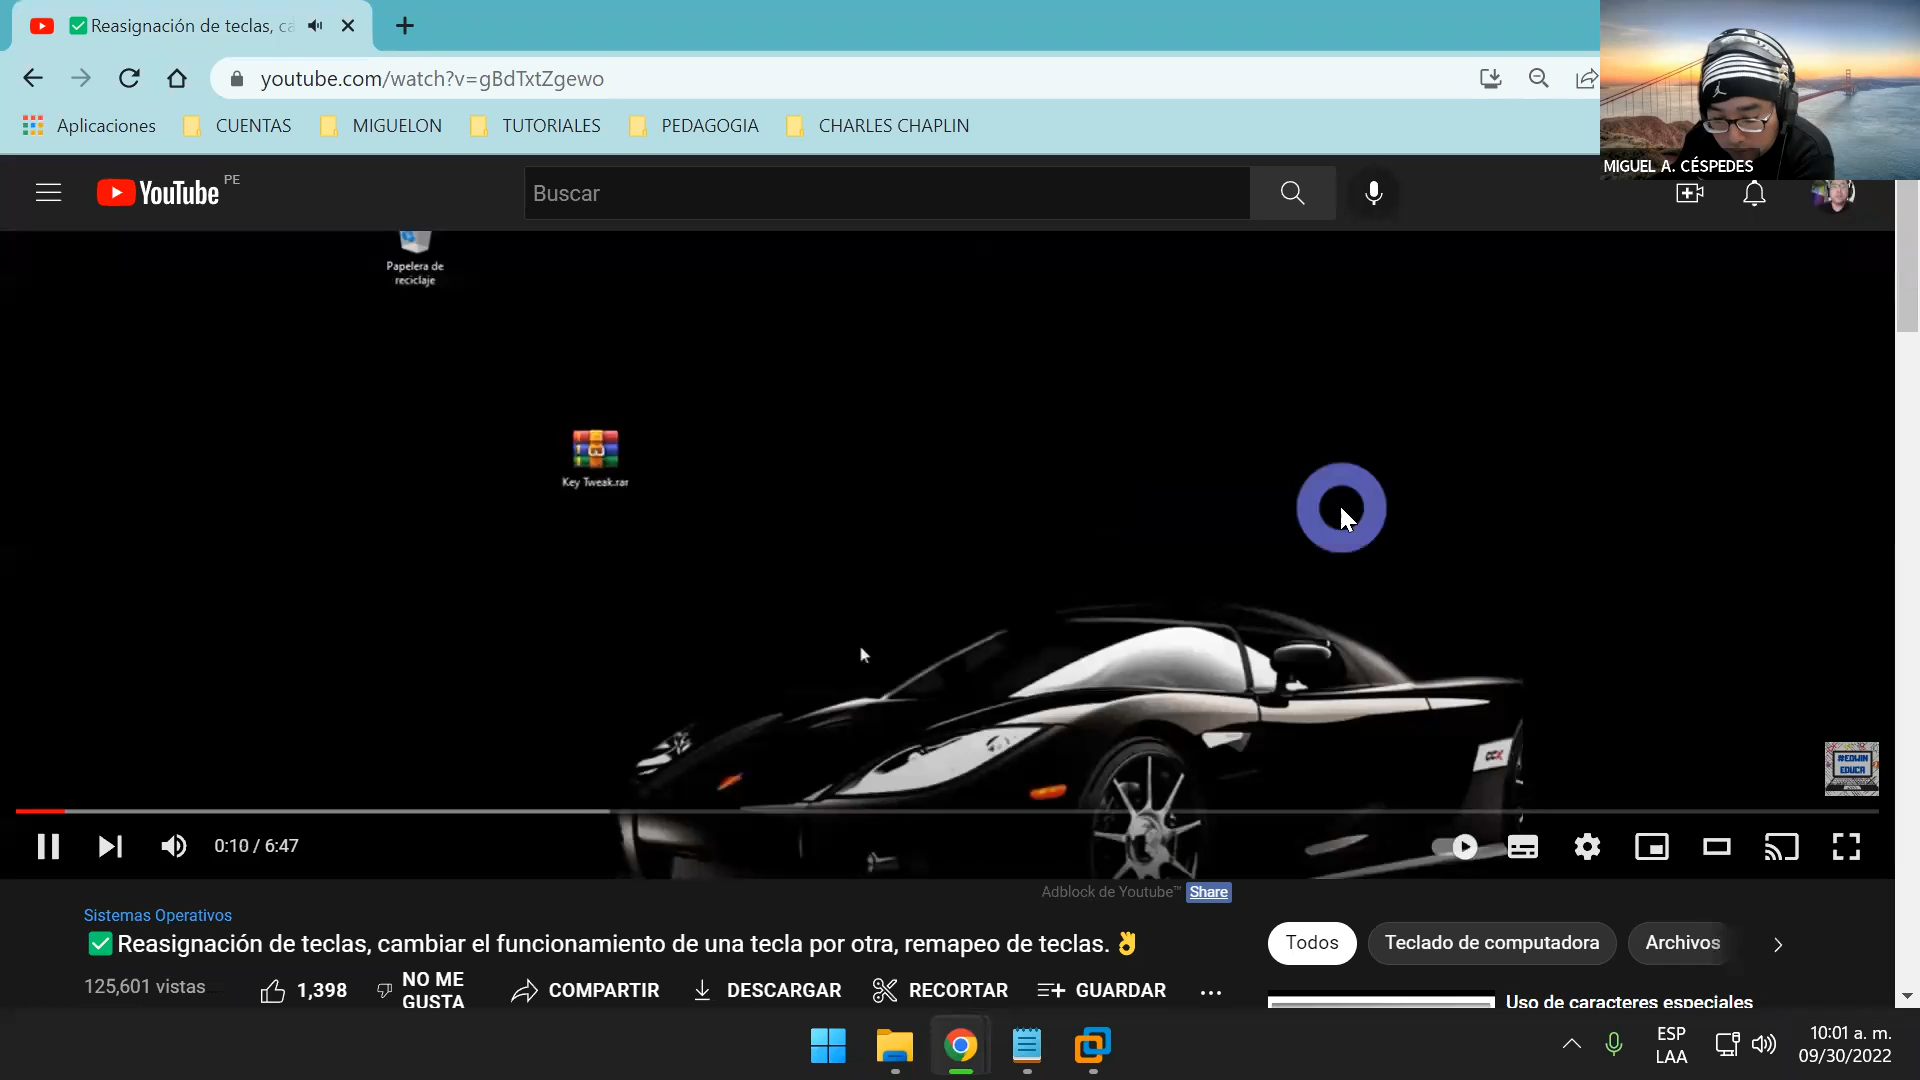 Reasignación de teclas, ca
youtube.com/watch?v=gBdTxtZgewo
Aplicaciones CUENTAS MIGUELON TUTORIALES PEDAGOGIA CHARLES CHAPLIN
MIGUEL A. CÉSPEDES
YouTube PE
Buscar
Papelera de
reciclaje
Key Tweak.rar
CCX
#EDWIN
EDUCA
0:10 / 6:47
Adblock de Youtube™ Share
Sistemas Operativos
✅Reasignación de teclas, cambiar el funcionamiento de una tecla por otra, remapeo de teclas.👌
Todos Teclado de computadora Archivos
125,601 vistas 1,398 NO ME GUSTA COMPARTIR DESCARGAR RECORTAR GUARDAR ...
Uso de caracteres especiales
ESP
LAA
10:01 a. m.
09/30/2022